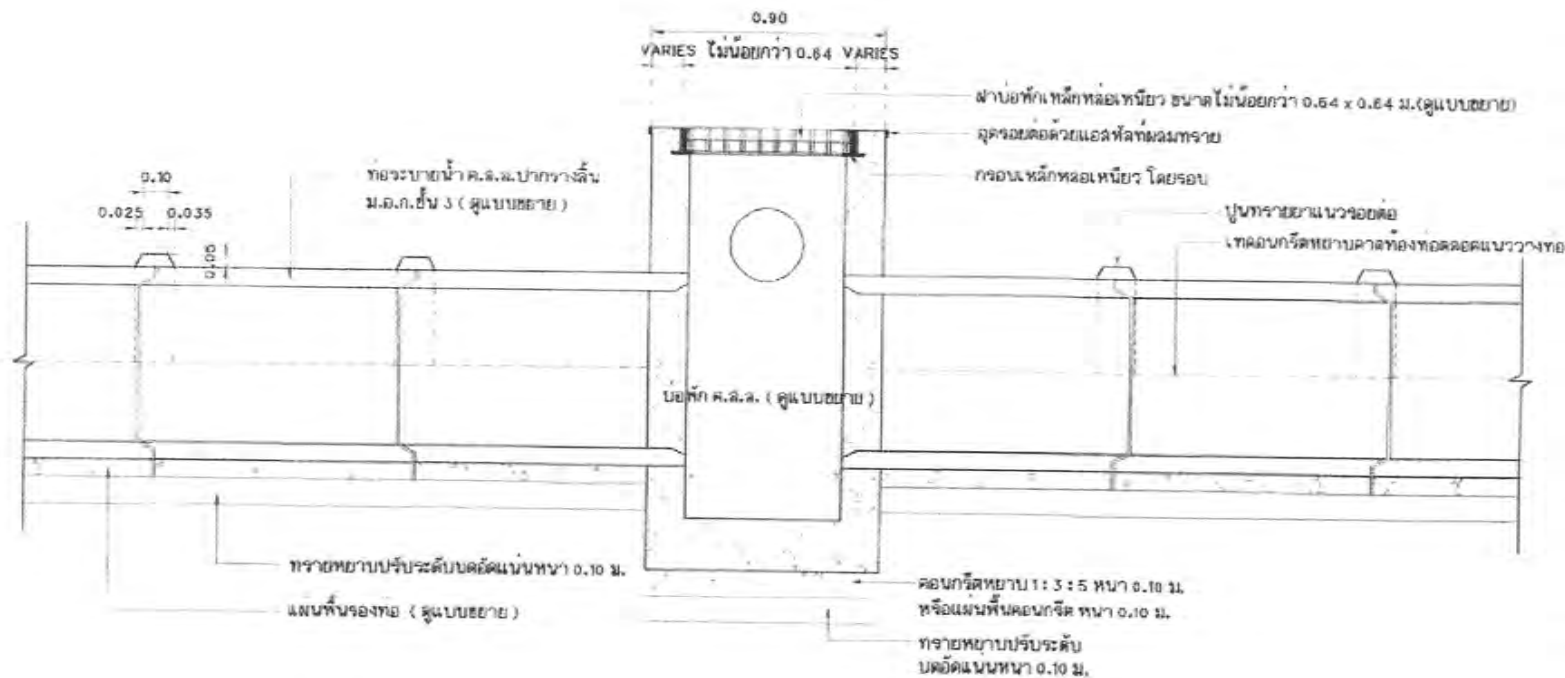 0.90
VARIES ไม่น้อยกว่า 0.64 VARIES
ฝาบ่อพักเหล็กหล่อเหนียว ขนาดไม่น้อยกว่า 0.64 x 0.64 ม.(ดูแบบขยาย)
อุดรอยต่อด้วยแอสฟัลท์ผสมทราย
กรอบเหล็กหล่อเหนียว โดยรอบ
ท่อระบายน้ำ ค.ส.ล.ปากรางลิ้น
ม.อ.ก.ชั้น 3 ( ดูแบบขยาย )
0.10
0.025
0.035
0.05
ปูนทรายยาแนวรอยต่อ
เทคอนกรีตหยาบคาดท้องท่อตลอดแนววางท่อ
บ่อพัก ค.ส.ล. ( ดูแบบขยาย )
ทรายหยาบปรับระดับบดอัดแน่นหนา 0.10 ม.
แผ่นพื้นรองท่อ ( ดูแบบขยาย )
คอนกรีตหยาบ 1 : 3 : 5 หนา 0.10 ม.
หรือแผ่นพื้นคอนกรีต หนา 0.10 ม.
ทรายหยาบปรับระดับ
บดอัดแน่นหนา 0.10 ม.